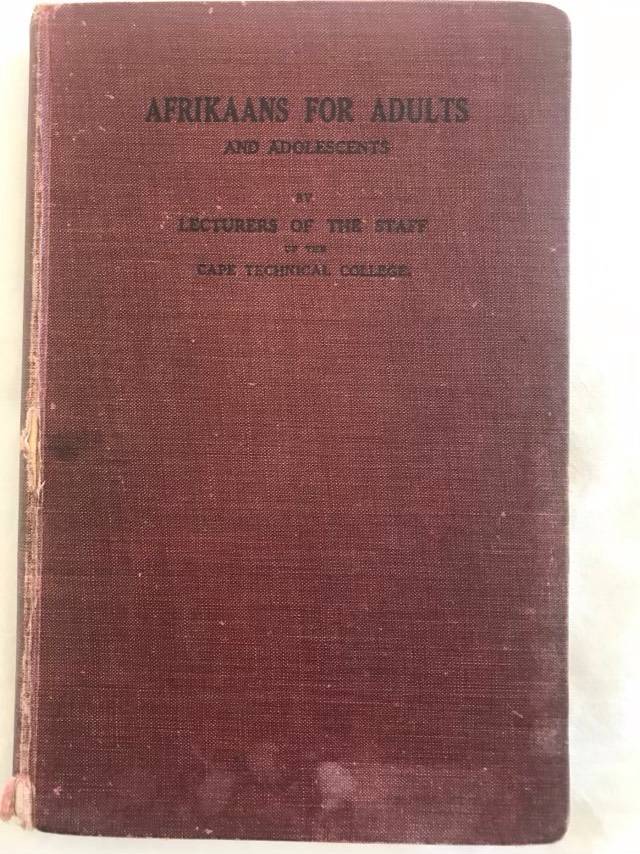 AFRIKAANS FOR ADULTS
AND ADOLESCENTS
BY
LECTURERS OF THE STAFF
OF THE
CAPE TECHNICAL COLLEGE.